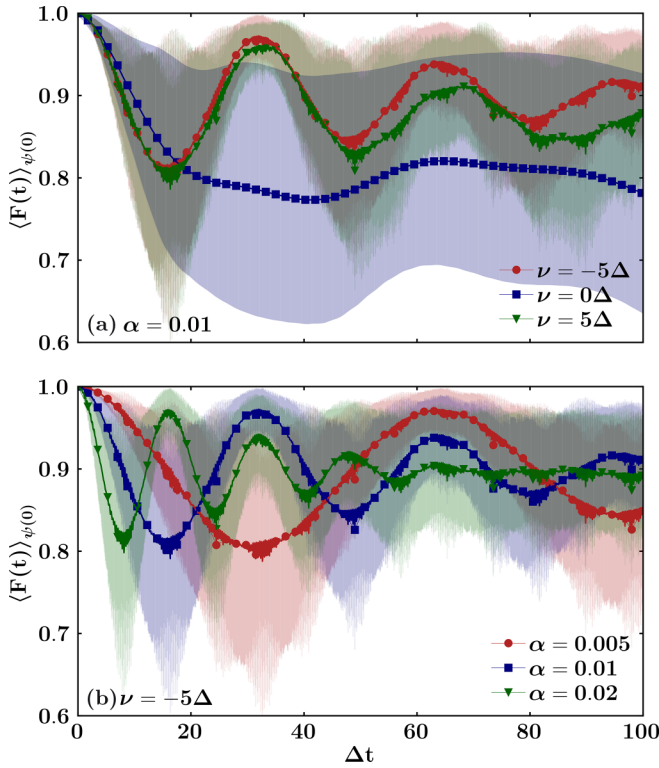 1.0
0.9
0.8
0.7
0.6
⟨F(t)⟩ψ(0)
ν = −5Δ
ν = 0Δ
ν = 5Δ
(a) α = 0.01
1.0
0.9
0.8
0.7
0.6
⟨F(t)⟩ψ(0)
α = 0.005
α = 0.01
α = 0.02
(b) ν = −5Δ
0 20 40 60 80 100
Δt